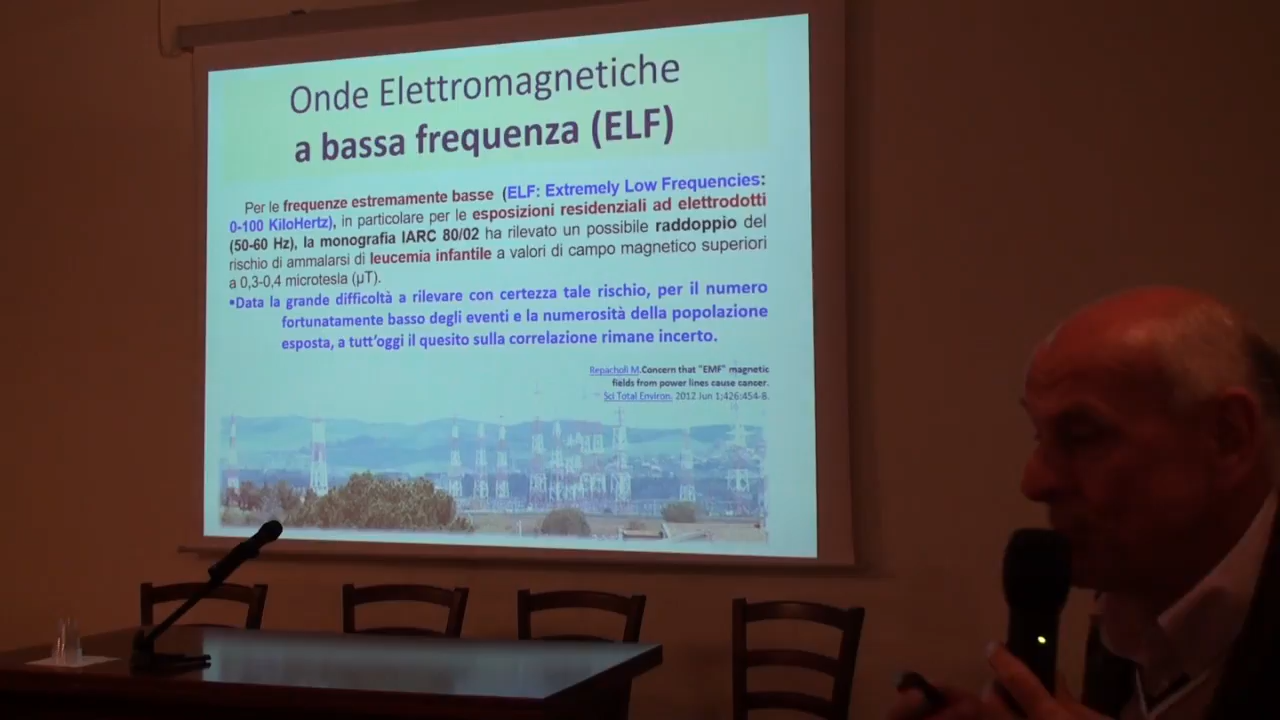 Onde Elettromagnetiche
a bassa frequenza (ELF)
Per le frequenze estremamente basse (ELF: Extremely Low Frequencies:
0-100 KiloHertz), in particolare per le esposizioni residenziali ad elettrodotti
(50-60 Hz), la monografia IARC 80/02 ha rilevato un possibile raddoppio del
rischio di ammalarsi di leucemia infantile a valori di campo magnetico superiori
a 0,3-0,4 microtesla (µT).
•Data la grande difficoltà a rilevare con certezza tale rischio, per il numero
fortunatamente basso degli eventi e la numerosità della popolazione
esposta, a tutt'oggi il quesito sulla correlazione rimane incerto.
Repacholi M.Concern that "EMF" magnetic
fields from power lines cause cancer.
Sci Total Environ. 2012 Jun 1;426:454-8.